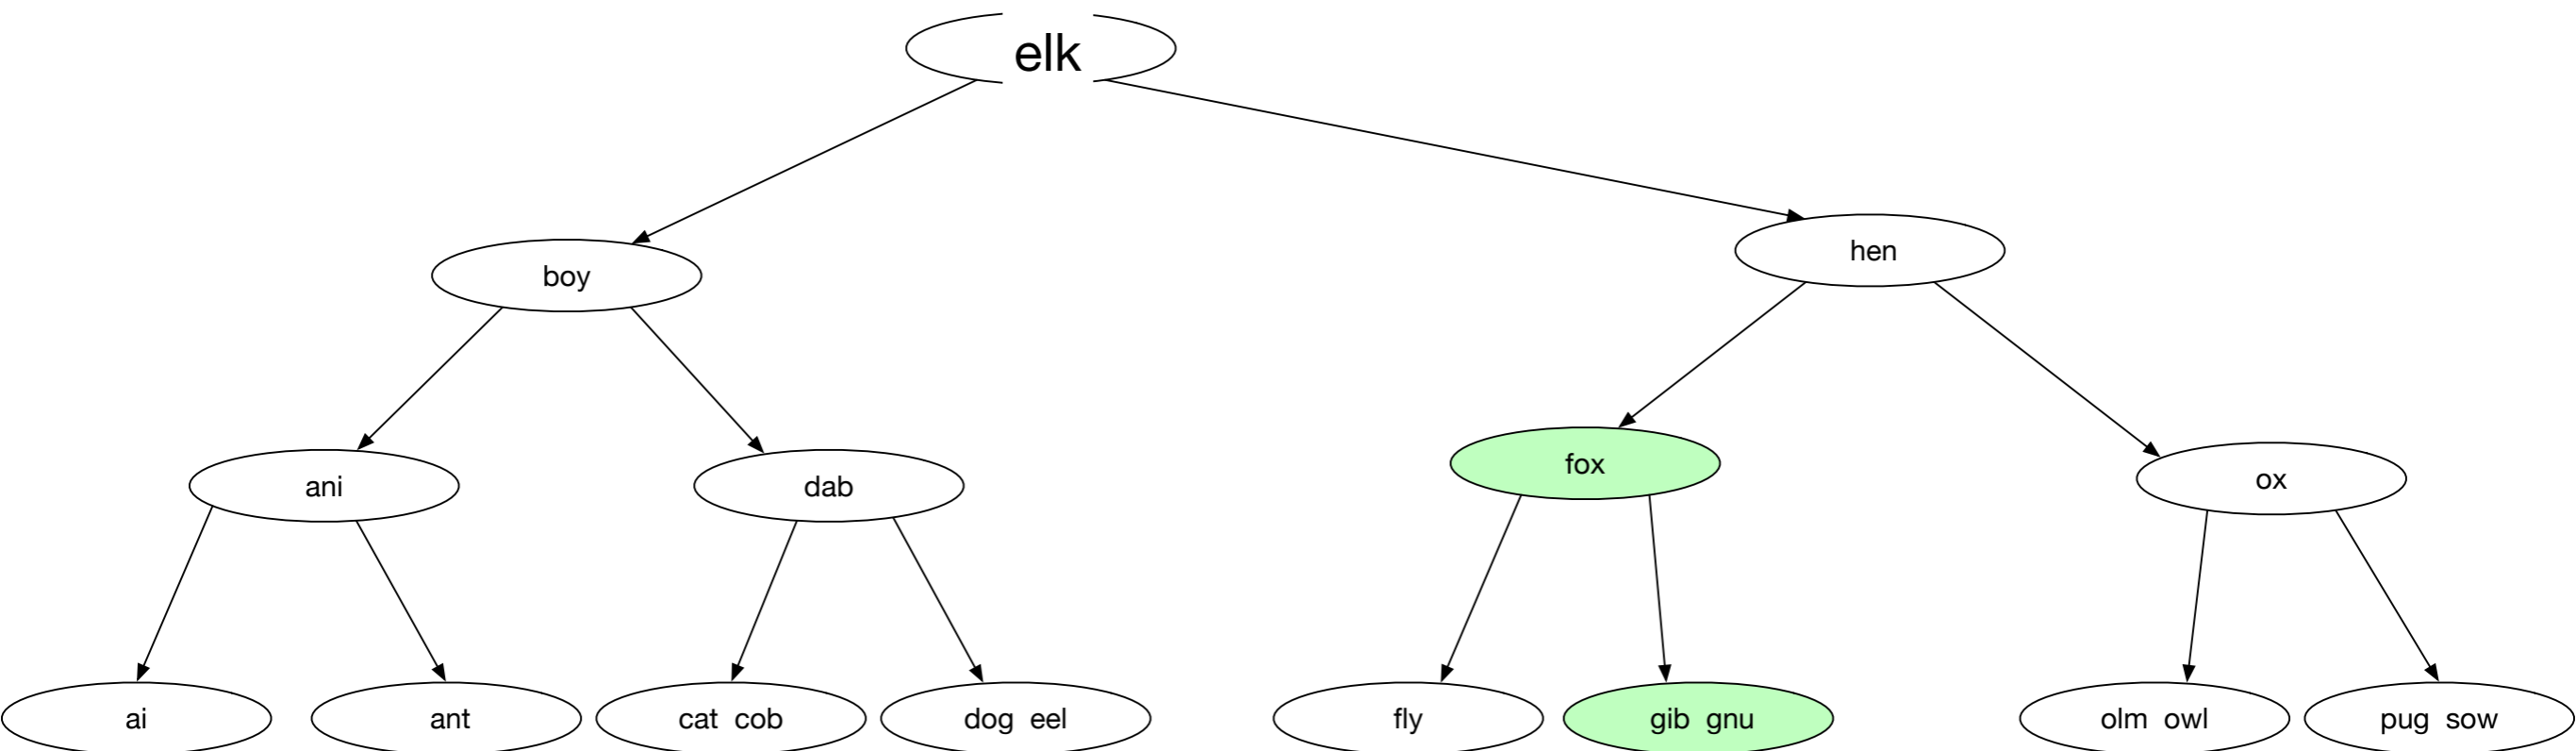 elk
boy
hen
ani
dab
fox
ox
ai
ant
cat cob
dog eel
fly
gib gnu
olm owl
pug sow